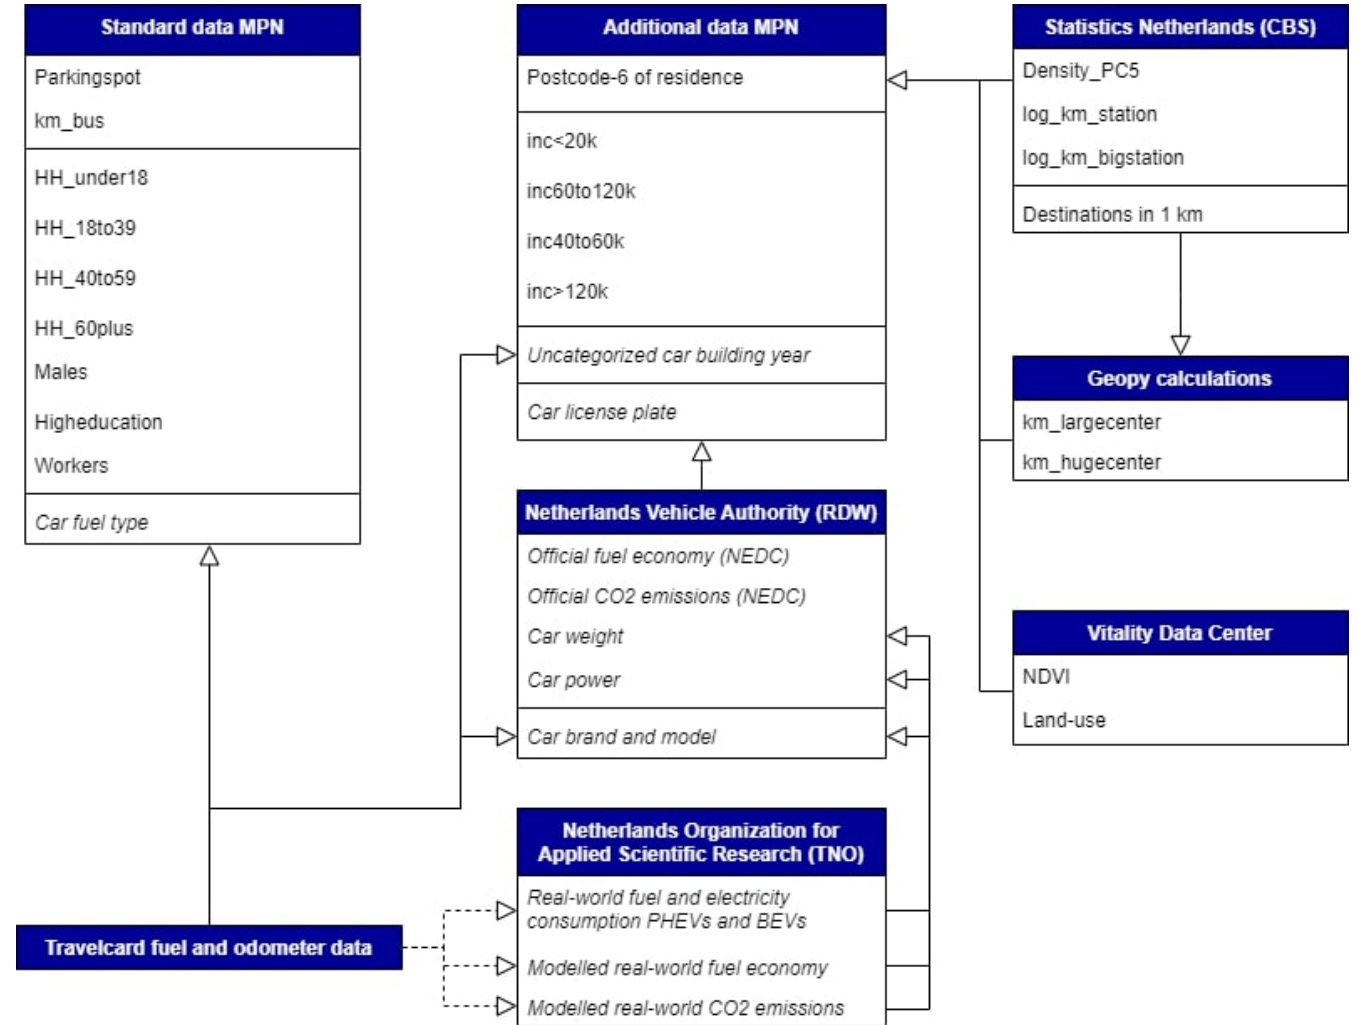 Standard data MPN
Parkingspot
km_bus
HH_under18
HH_18to39
HH_40to59
HH_60plus
Males
Higheducation
Workers
Car fuel type
Additional data MPN
Postcode-6 of residence
inc<20k
inc60to120k
inc40to60k
inc>120k
Uncategorized car building year
Car license plate
Statistics Netherlands (CBS)
Density_PC5
log_km_station
log_km_bigstation
Destinations in 1 km
Geopy calculations
km_largecenter
km_hugecenter
Netherlands Vehicle Authority (RDW)
Official fuel economy (NEDC)
Official CO2 emissions (NEDC)
Car weight
Car power
Car brand and model
Vitality Data Center
NDVI
Land-use
Netherlands Organization for
Applied Scientific Research (TNO)
Real-world fuel and electricity
consumption PHEVs and BEVs
Modelled real-world fuel economy
Modelled real-world CO2 emissions
Travelcard fuel and odometer data